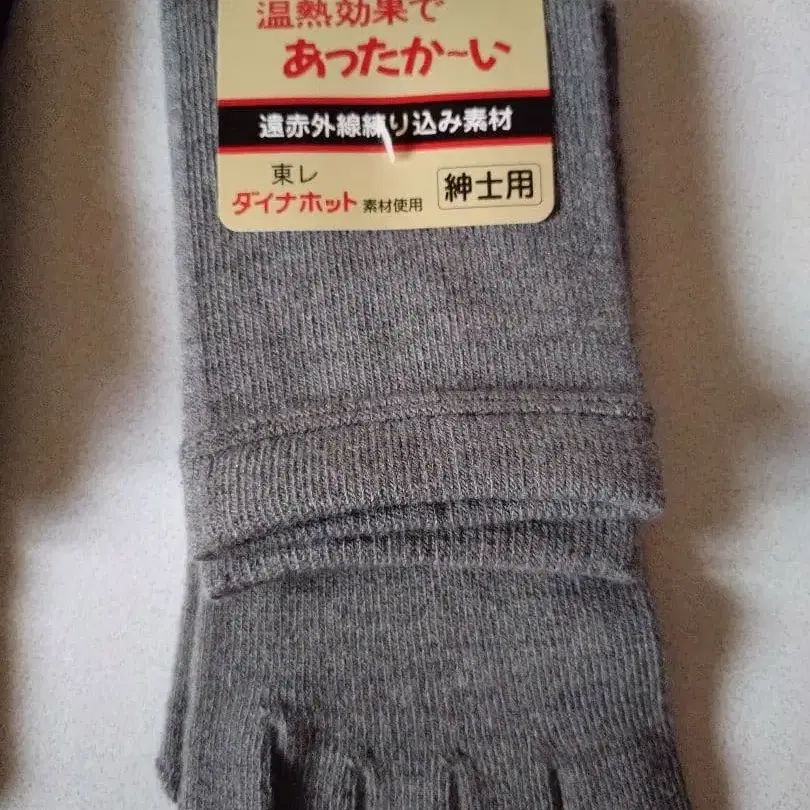 温熱効果で
あったか〜い
遠赤外線練り込み素材
東レ
ダイナホット 素材使用
紳士用